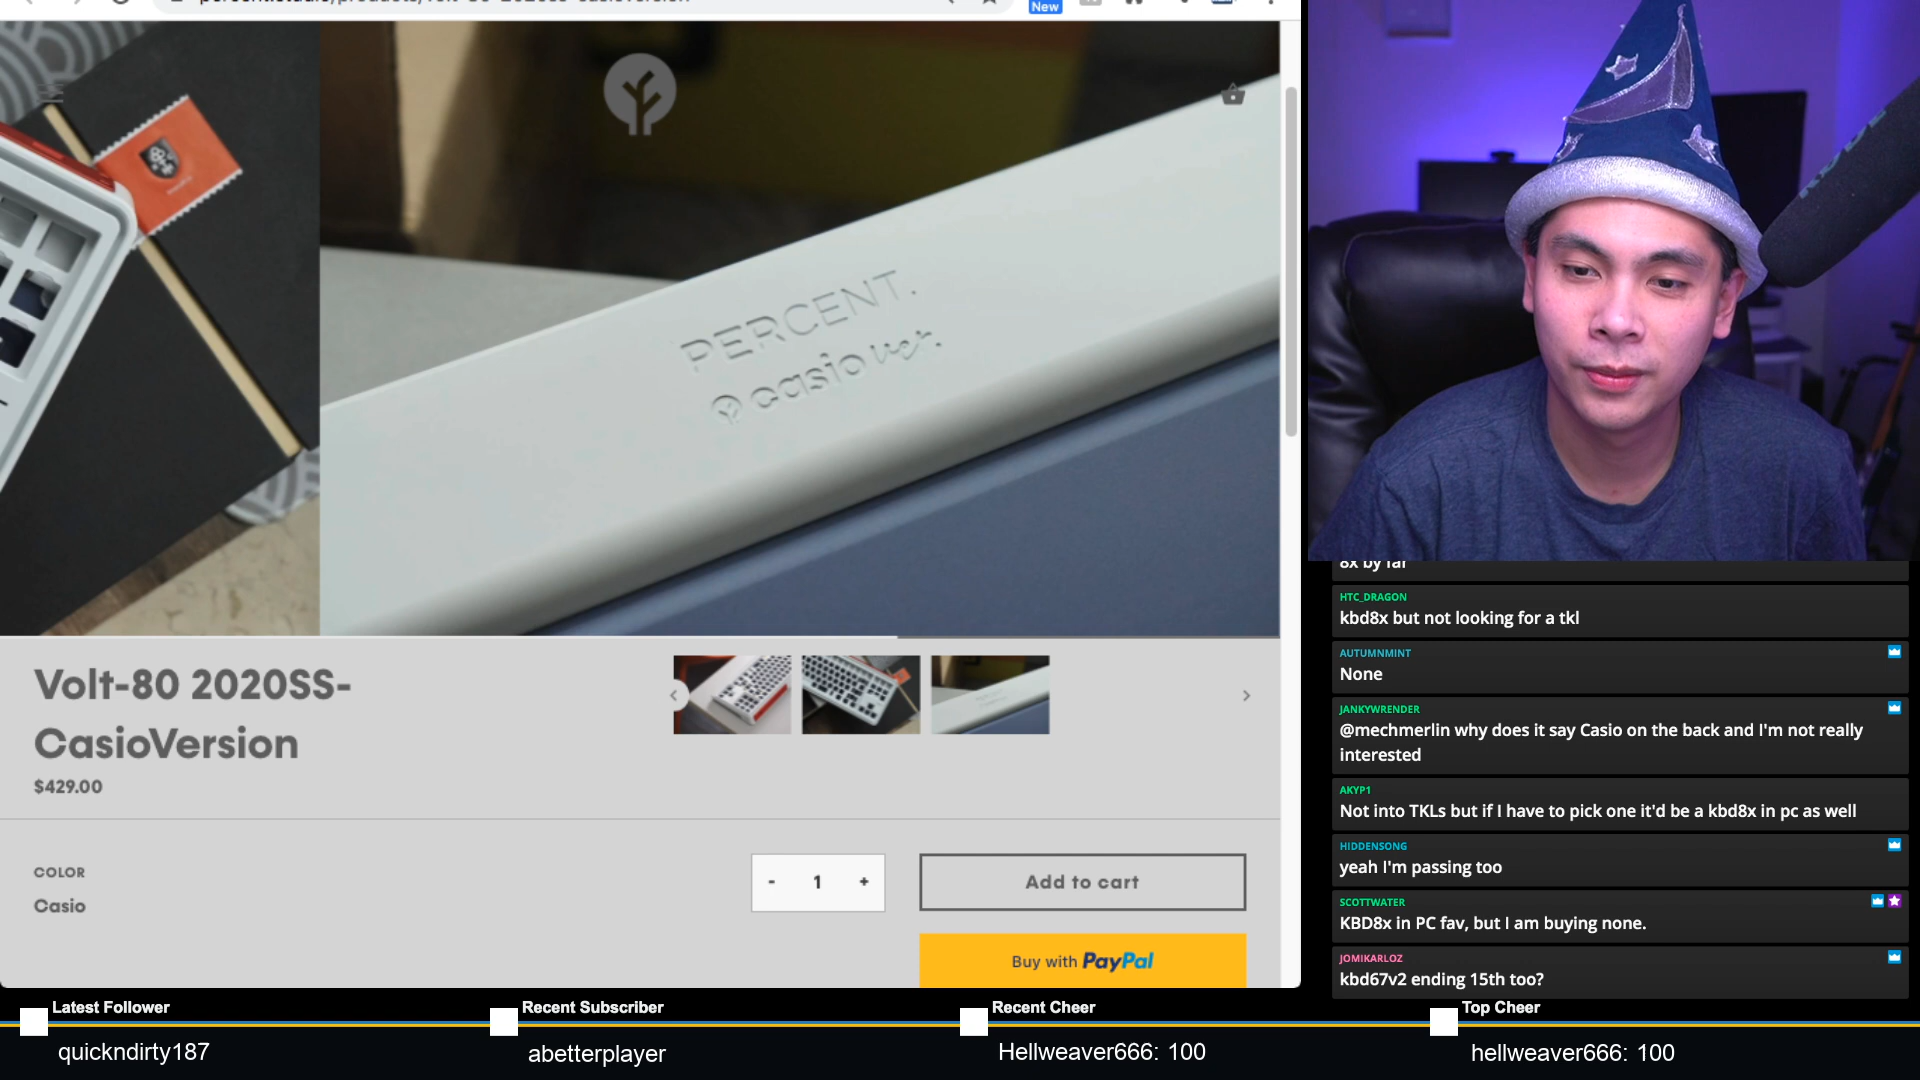 New
PERCENT.
casio ver.
Volt-80 2020SS-
CasioVersion
$429.00
COLOR
Casio
- 1 +
Add to cart
Buy with PayPal
8x by far
HTC_DRAGON
kbd8x but not looking for a tkl
AUTUMNMINT
None
JANKYWRENDER
@mechmerlin why does it say Casio on the back and I'm not really
interested
AKYP1
Not into TKLs but if I have to pick one it'd be a kbd8x in pc as well
HIDDENSONG
yeah I'm passing too
SCOTTWATER
KBD8x in PC fav, but I am buying none.
JOMIKARLOZ
kbd67v2 ending 15th too?
Latest Follower
quickndirty187
Recent Subscriber
abetterplayer
Recent Cheer
Hellweaver666: 100
Top Cheer
hellweaver666: 100